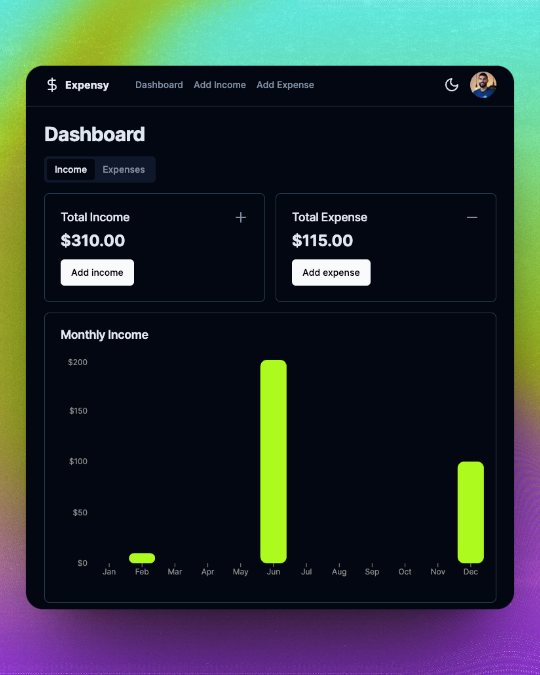 Expensy Dashboard Add Income Add Expense
Dashboard
Income Expenses
Total Income
$310.00
Add income
Total Expense
$115.00
Add expense
Monthly Income
$200
$150
$100
$50
$0
Jan Feb Mar Apr May Jun Jul Aug Sep Oct Nov Dec